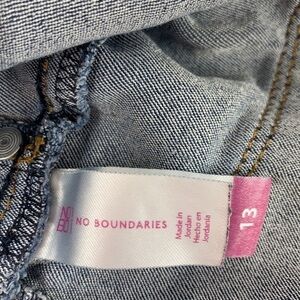 NO
BO
NO BOUNDARIES
Made in
Jordan
Hecho en
Jordania
13